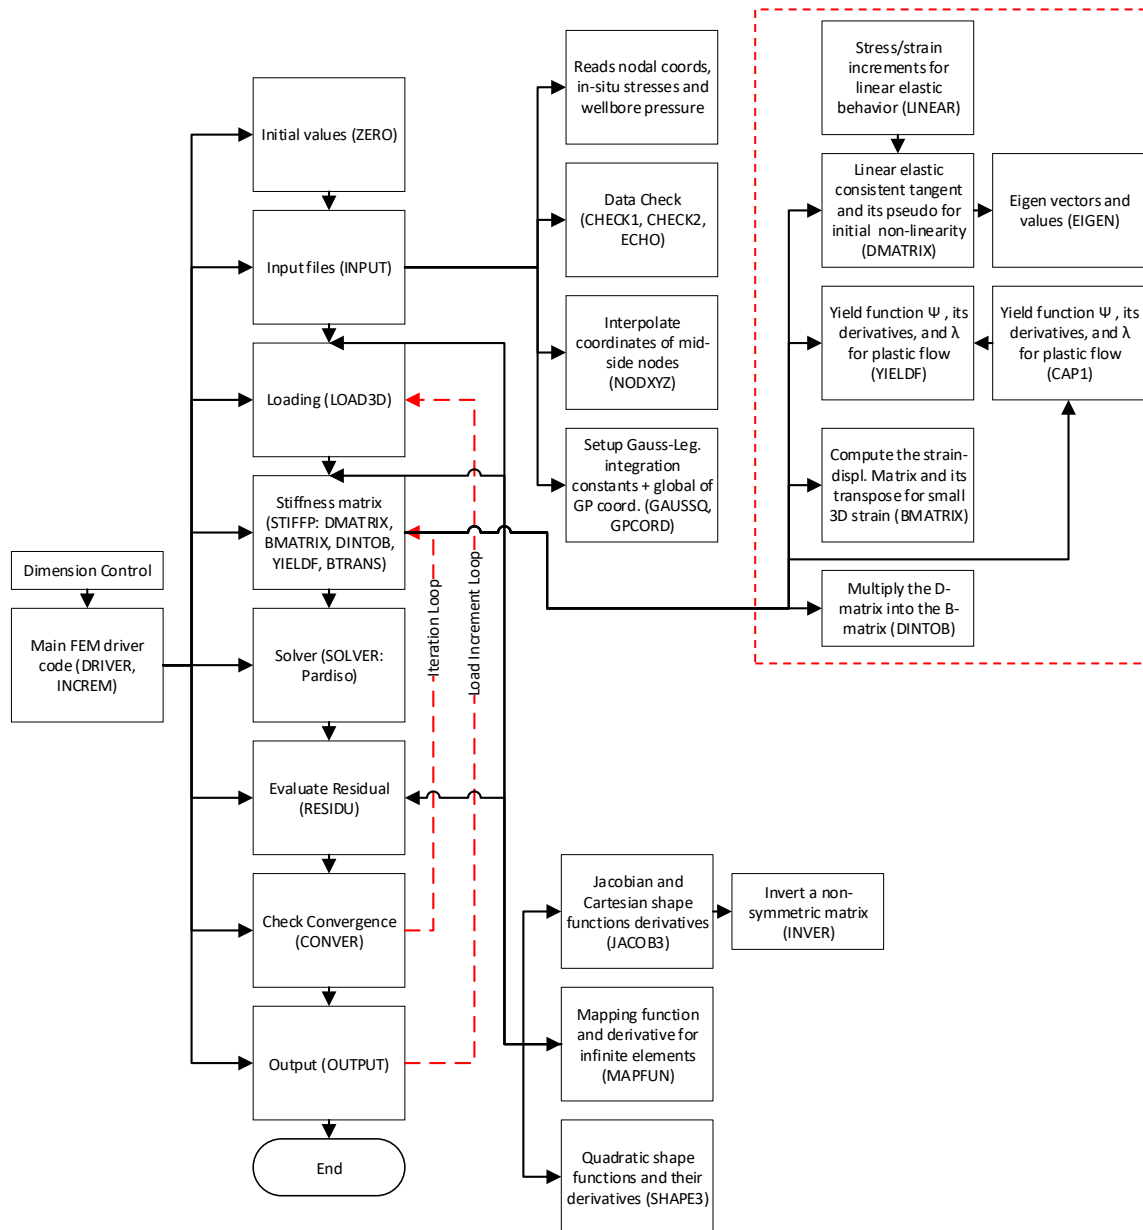 Dimension Control
Main FEM driver
code (DRIVER,
INCREM)
Initial values (ZERO)
Input files (INPUT)
Loading (LOAD3D)
Stiffness matrix
(STIFFP: DMATRIX,
BMATRIX, DINTOB,
YIELDF, BTRANS)
Solver (SOLVER:
Pardiso)
Evaluate Residual
(RESIDU)
Check Convergence
(CONVER)
Output (OUTPUT)
End
Iteration Loop
Load Increment Loop
Reads nodal coords,
in-situ stresses and
wellbore pressure
Data Check
(CHECK1, CHECK2,
ECHO)
Interpolate
coordinates of mid-
side nodes
(NODXYZ)
Setup Gauss-Leg.
integration
constants + global of
GP coord. (GAUSSQ,
GPCORD)
Jacobian and
Cartesian shape
functions derivatives
(JACOB3)
Invert a non-
symmetric matrix
(INVER)
Mapping function
and derivative for
infinite elements
(MAPFUN)
Quadratic shape
functions and their
derivatives (SHAPE3)
Stress/strain
increments for
linear elastic
behavior (LINEAR)
Linear elastic
consistent tangent
and its pseudo for
initial non-linearity
(DMATRIX)
Eigen vectors and
values (EIGEN)
Yield function Ψ , its
derivatives, and λ
for plastic flow
(YIELDF)
Yield function Ψ , its
derivatives, and λ
for plastic flow
(CAP1)
Compute the strain-
displ. Matrix and its
transpose for small
3D strain (BMATRIX)
Multiply the D-
matrix into the B-
matrix (DINTOB)